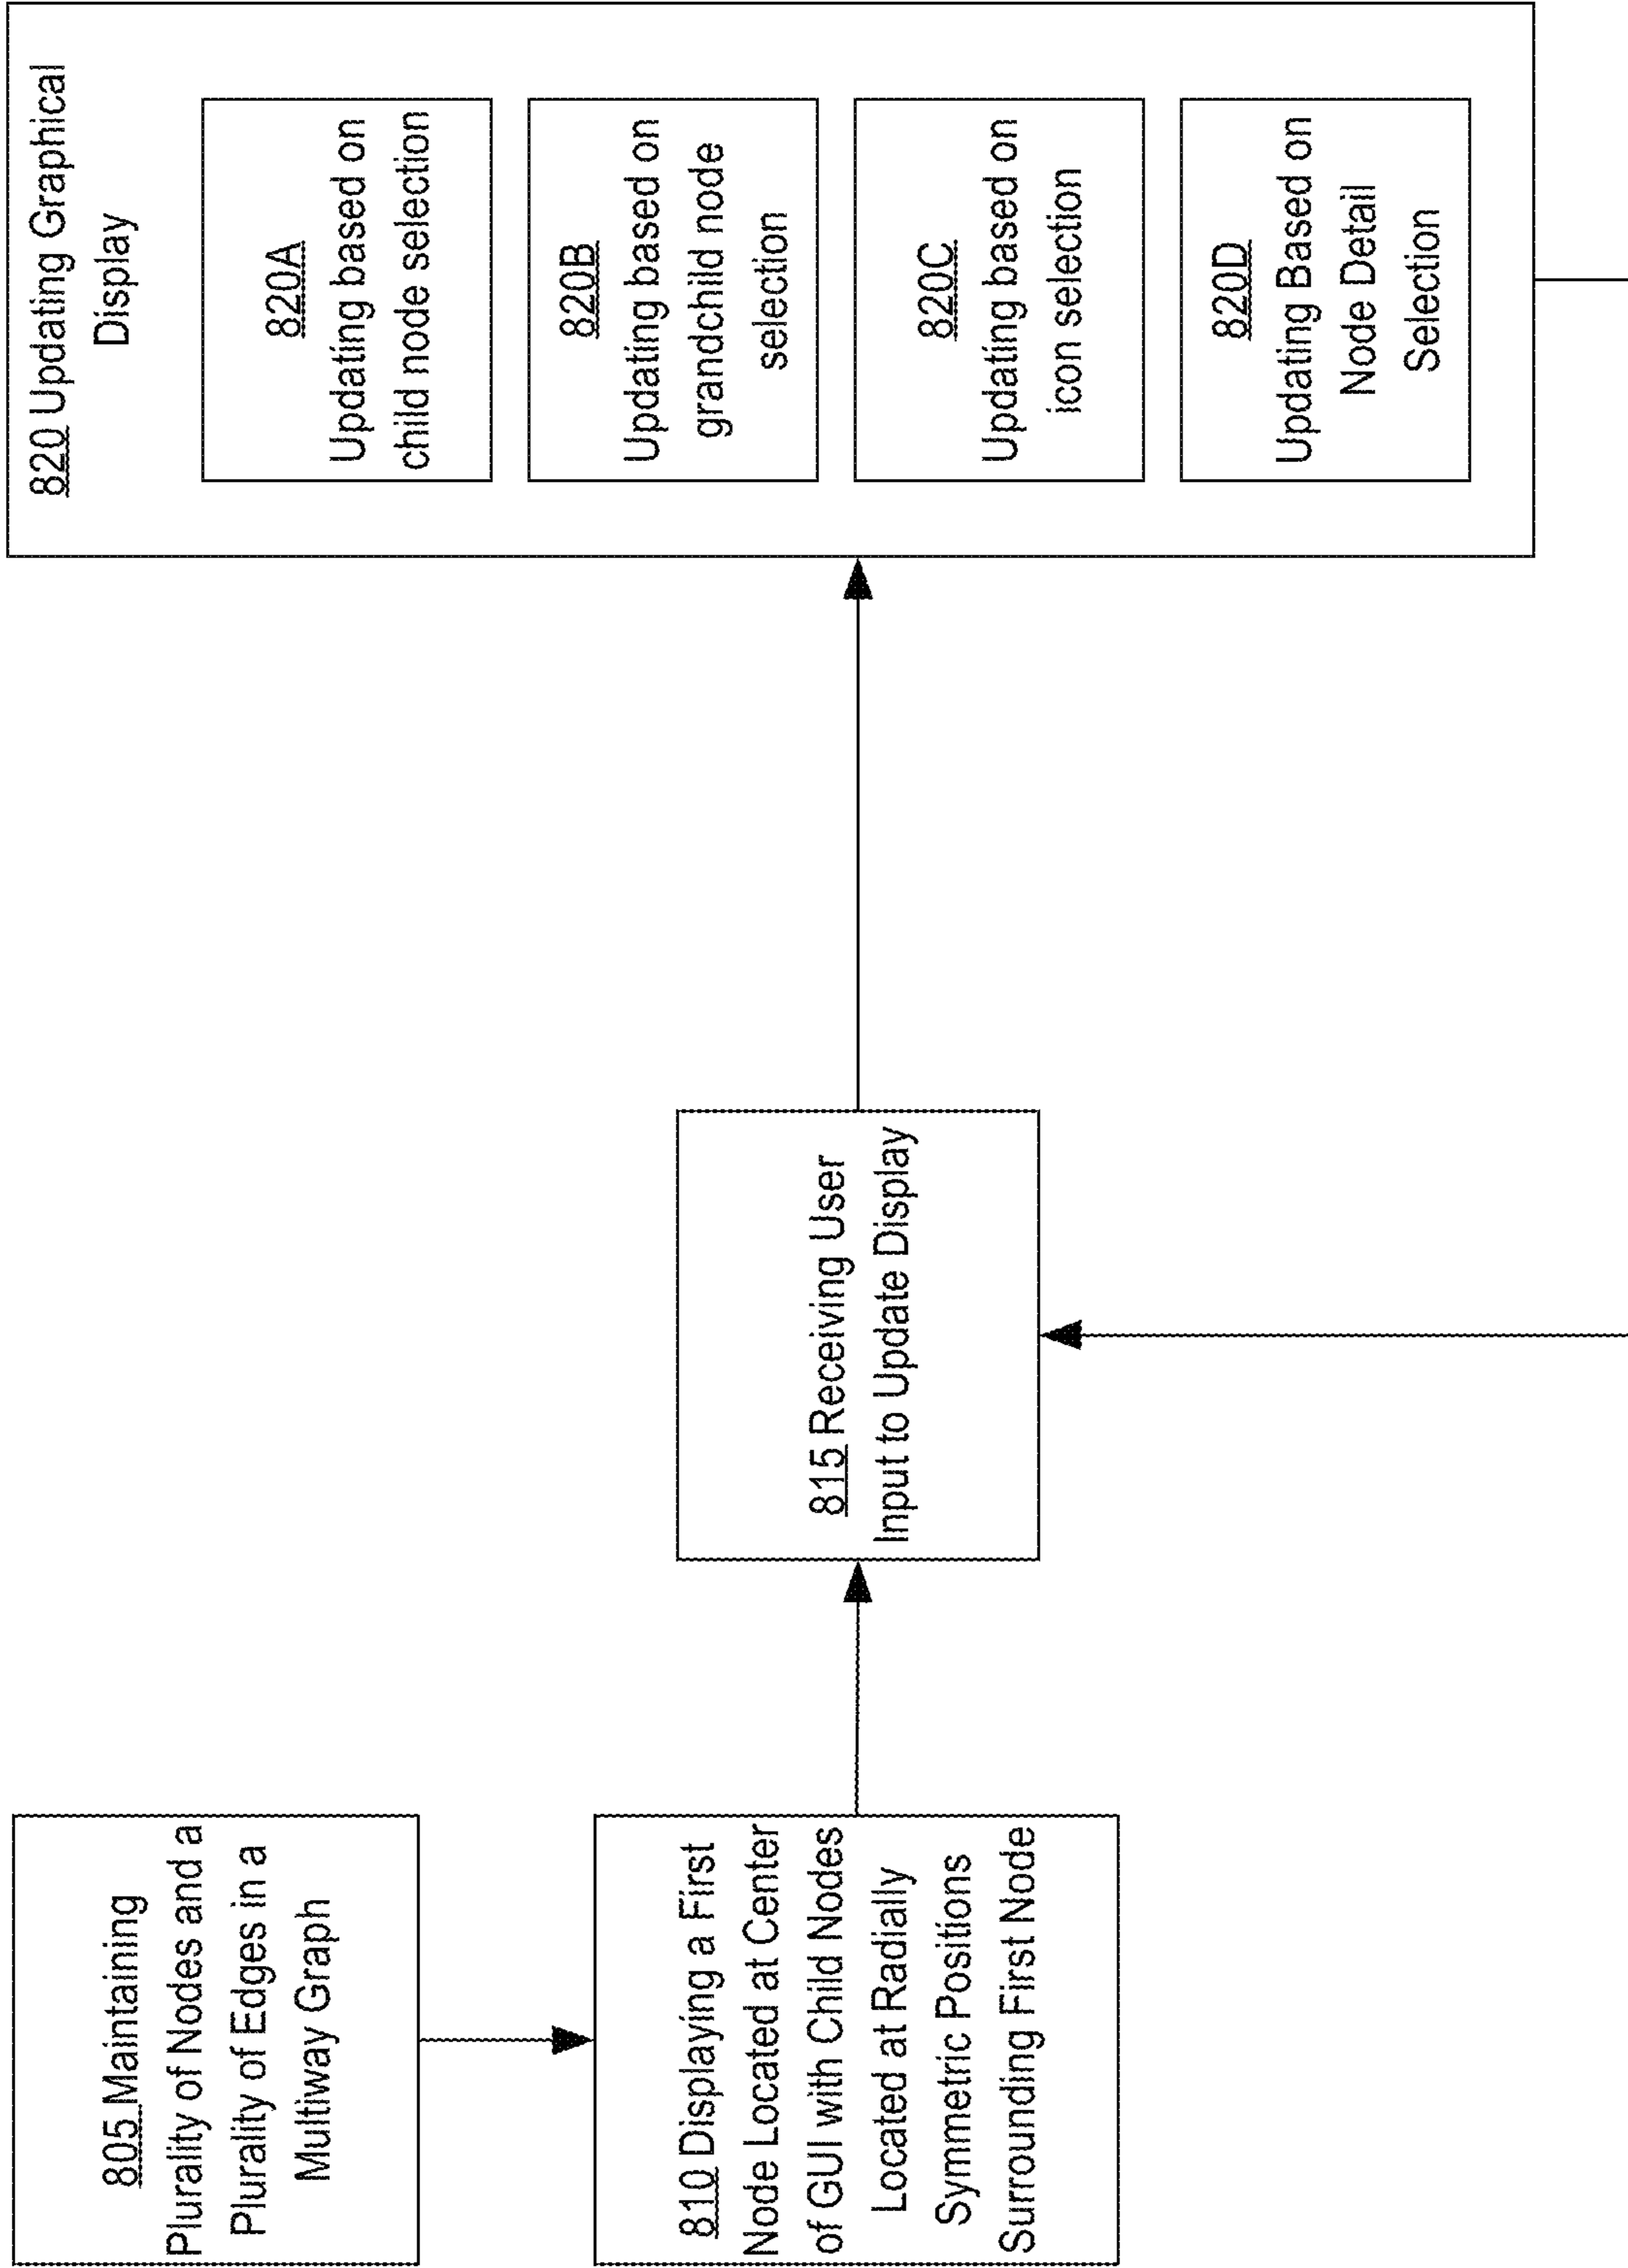 805 Maintaining
Plurality of Nodes and a
Plurality of Edges in a
Multiway Graph
810 Displaying a First
Node Located at Center
of GUI with Child Nodes
Located at Radially
Symmetric Positions
Surrounding First Node
815 Receiving User
Input to Update Display
820 Updating Graphical
Display
820A
Updating based on
child node selection
820B
Updating based on
grandchild node
selection
820C
Updating based on
icon selection
820D
Updating Based on
Node Detail
Selection